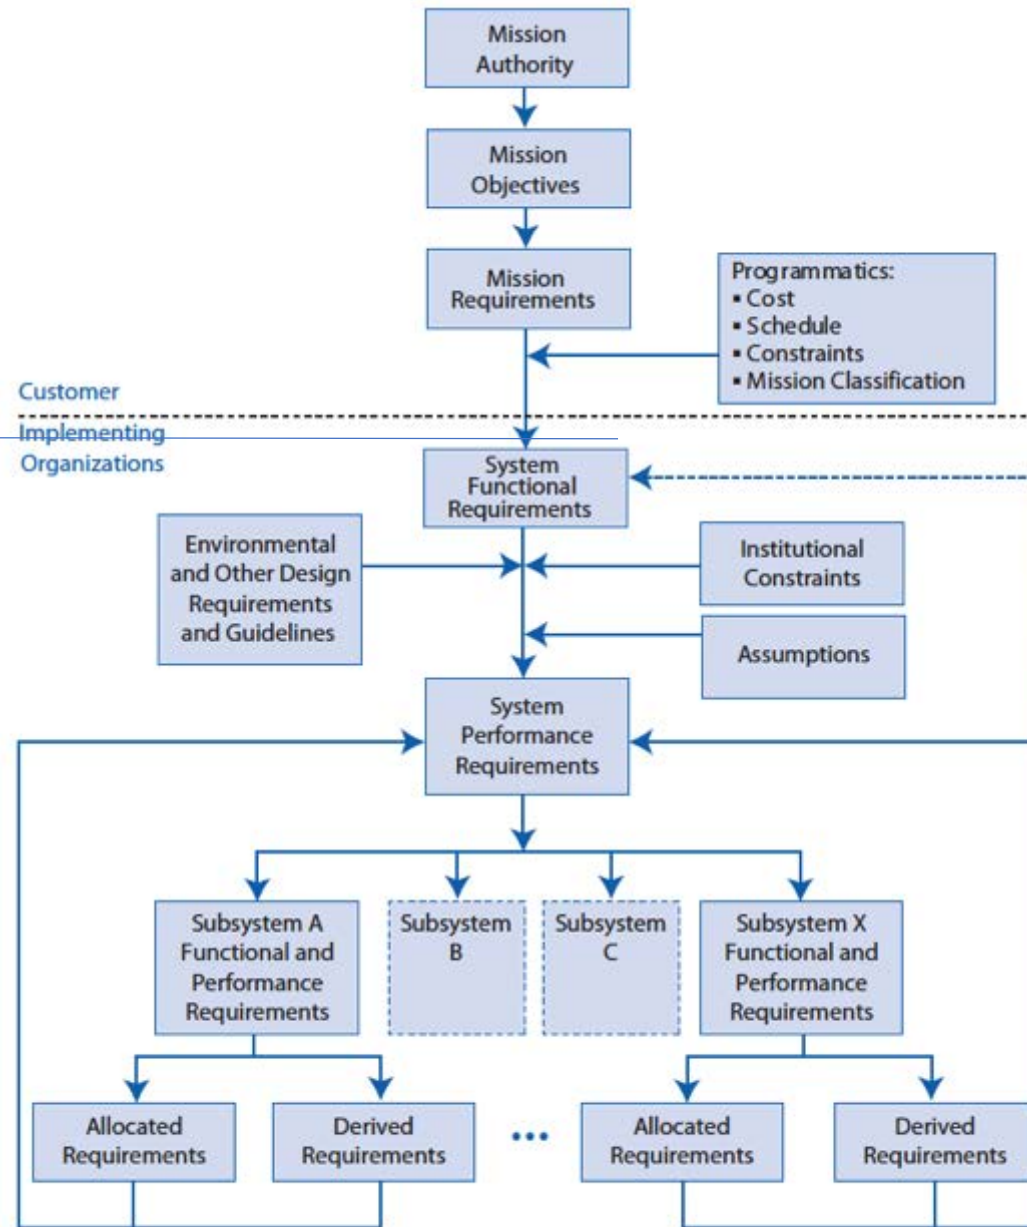 Mission
Authority
Mission
Objectives
Mission
Requirements
Programmatics:
▪ Cost
▪ Schedule
▪ Constraints
▪ Mission Classification
Customer
Implementing
Organizations
System
Functional
Requirements
Environmental
and Other Design
Requirements
and Guidelines
Institutional
Constraints
Assumptions
System
Performance
Requirements
Subsystem A
Functional and
Performance
Requirements
Subsystem
B
Subsystem
C
Subsystem X
Functional and
Performance
Requirements
Allocated
Requirements
Derived
Requirements
...
Allocated
Requirements
Derived
Requirements